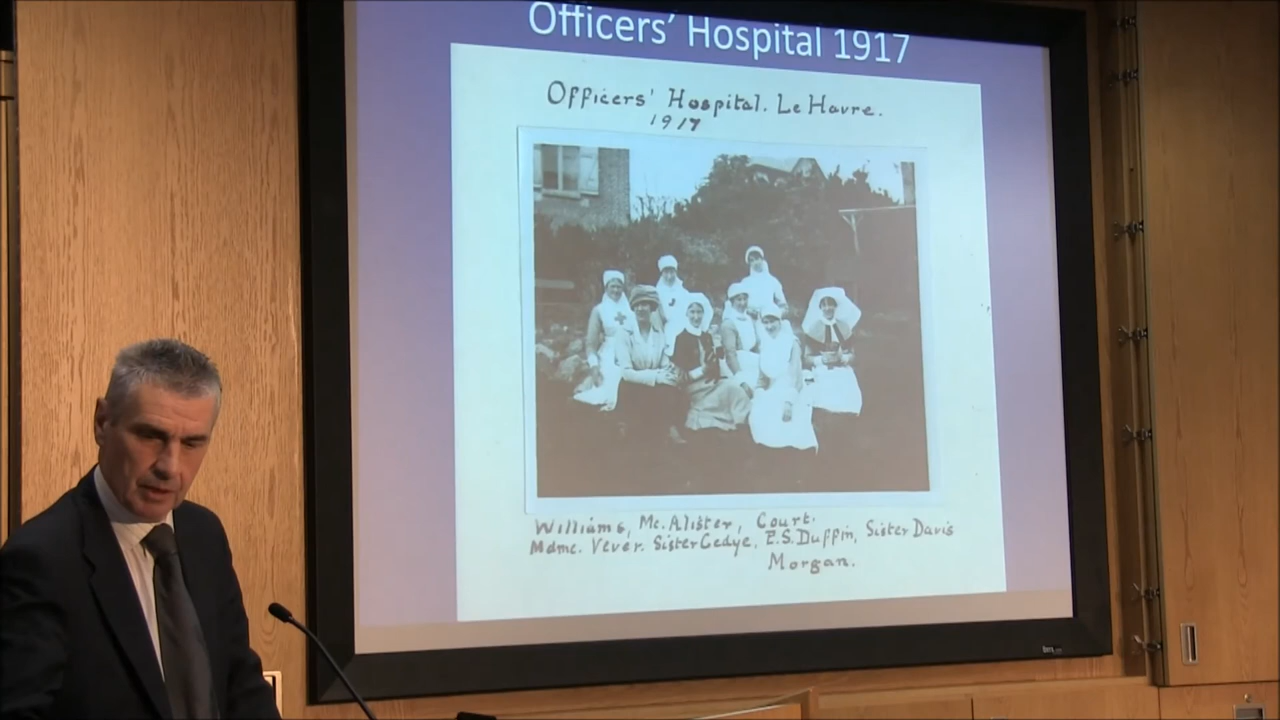 Officers' Hospital 1917
Officers' Hospital. Le Havre.
1917
Williams, Mc.Alister, Court.
Mdme. Vever. Sister Gedye, E.S.Duffin, Sister Davis
Morgan.